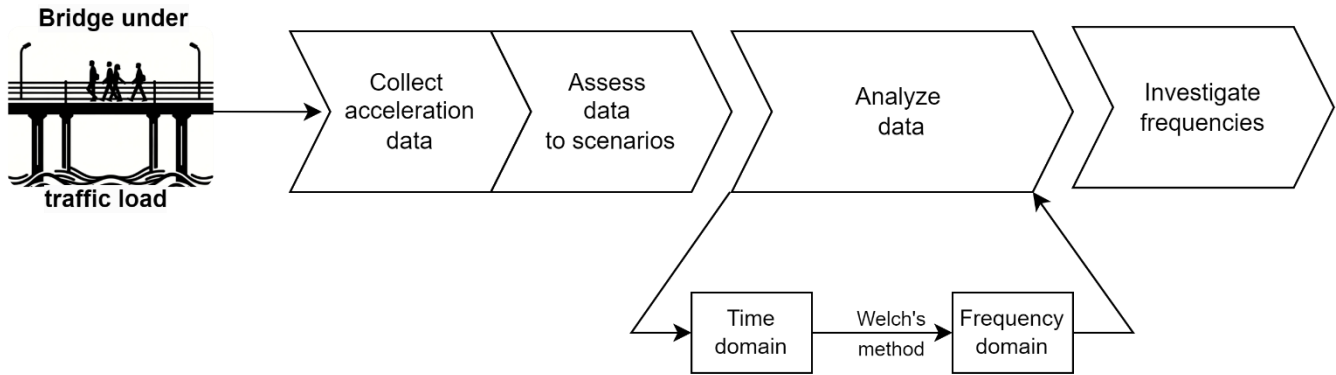 Bridge under
traffic load
Collect
acceleration
data
Assess
data
to scenarios
Analyze
data
Investigate
frequencies
Time
domain
Welch's
method
Frequency
domain